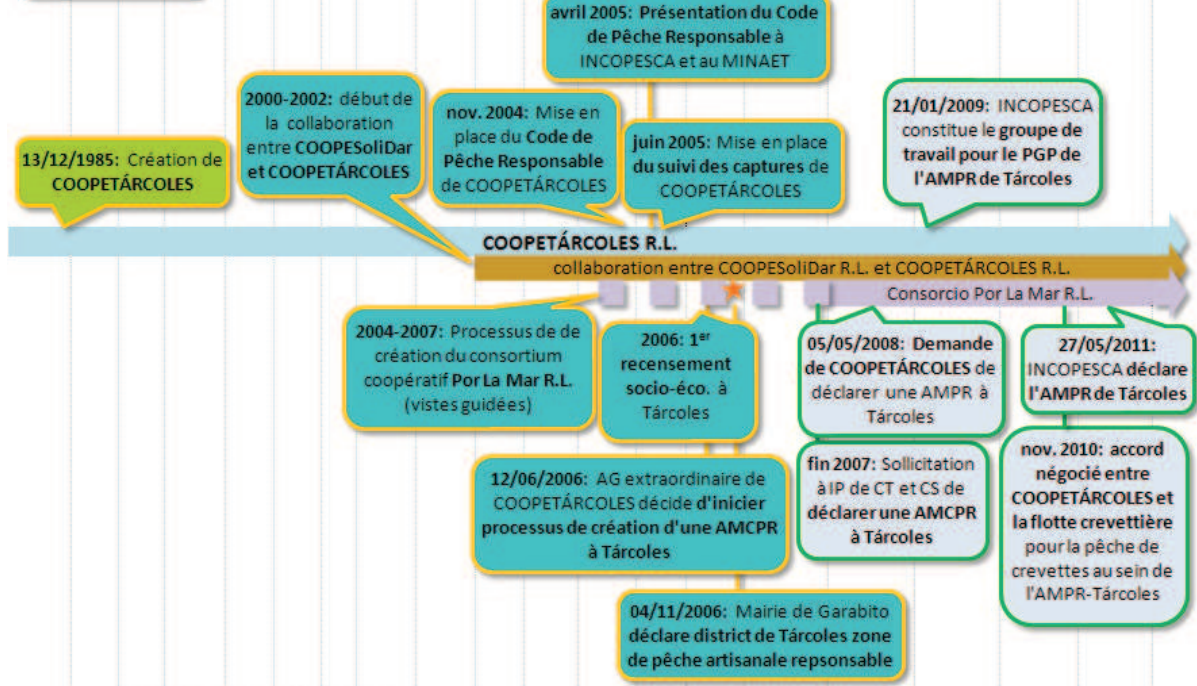 avril 2005: Présentation du Code
de Pêche Responsable à
INCOPESCA et au MINAET
2000-2002: début de
la collaboration
entre COOPESoliDar
et COOPETÁRCOLES
nov. 2004: Mise en
place du Code de
Pêche Responsable
de COOPETÁRCOLES
juin 2005: Mise en place
du suivi des captures de
COOPETÁRCOLES
21/01/2009: INCOPESCA
constitue le groupe de
travail pour le PGP de
l'AMPR de Tárcoles
13/12/1985: Création de
COOPETÁRCOLES
COOPETÁRCOLES R.L.
collaboration entre COOPESoliDar R.L. et COOPETÁRCOLES R.L.
Consorcio Por La Mar R.L.
2004-2007: Processus de de
création du consortium
coopératif Por La Mar R.L.
(vistes guidées)
2006: 1er
recensement
socio-éco. à
Tárcoles
05/05/2008: Demande
de COOPETÁRCOLES de
déclarer une AMPR à
Tárcoles
27/05/2011:
INCOPESCA déclare
l'AMPR de Tárcoles
12/06/2006: AG extraordinaire de
COOPETÁRCOLES décide d'inicier
processus de création d'une AMCPR
à Tárcoles
fin 2007: Sollicitation
à IP de CT et CS de
déclarer une AMCPR
à Tárcoles
nov. 2010: accord
négocié entre
COOPETÁRCOLES et
la flotte crevettière
pour la pêche de
crevettes au sein de
l'AMPR-Tárcoles
04/11/2006: Mairie de Garabito
déclare district de Tárcoles zone
de pêche artisanale repsonsable